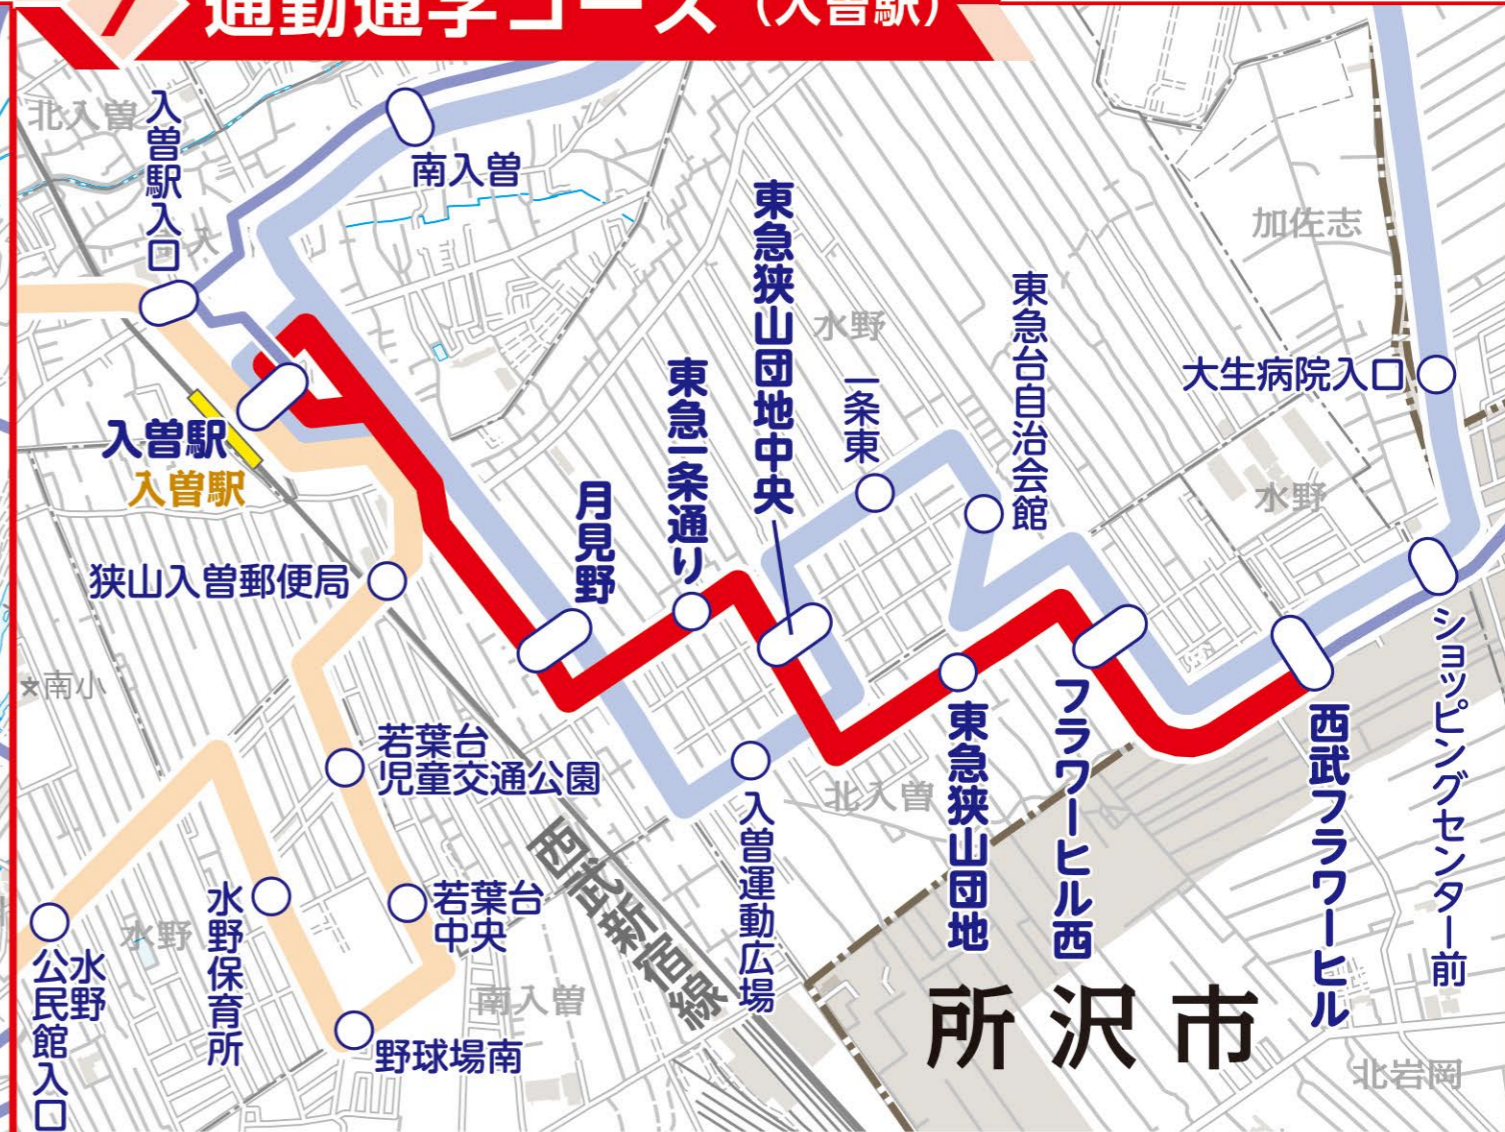 7 通勤通学コース（入曽駅）
北入曽
入曽駅入口
南入曽
入曽駅
入曽駅
狭山入曽郵便局
南小
月見野
東急一条通り
東急狭山団地中央
水野
一条東
東急台自治会館
加佐志
大生病院入口
水野
ショッピングセンター前
西武フラワーヒル
フラワーヒル西
東急狭山団地
北入曽
入曽運動広場
西武新宿線
若葉台
児童交通公園
若葉台
中央
水野保育所
水野
水野
公民館入口
野球場南
南入曽
所沢市
北岩岡